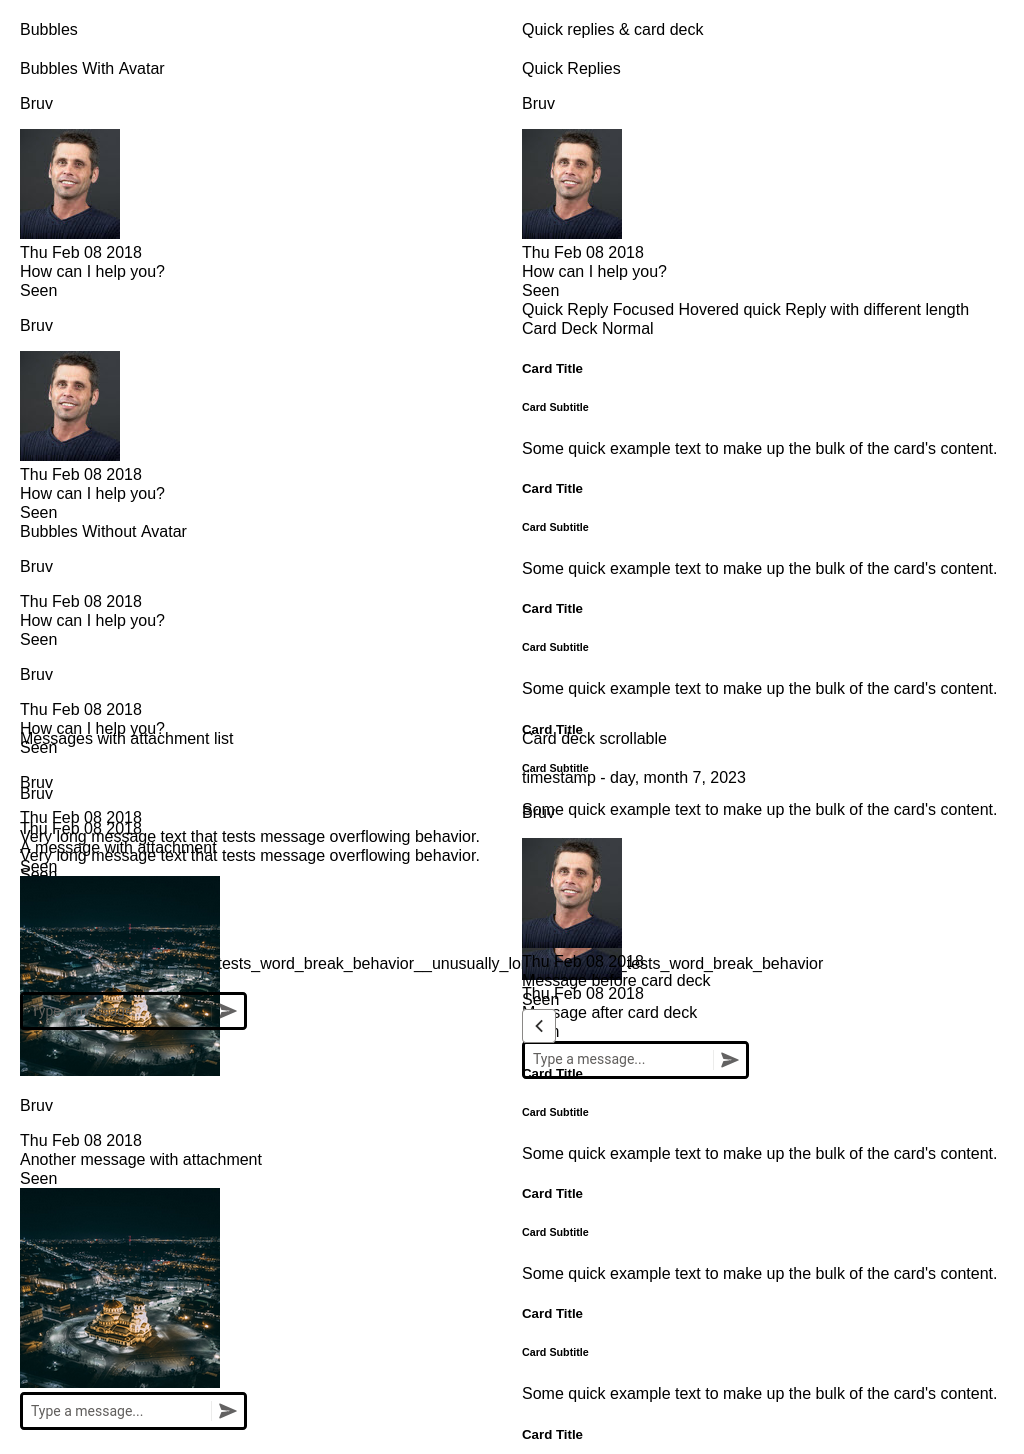 Bubbles
Bubbles With Avatar
Bruv
Thu Feb 08 2018
How can I help you?
Seen
Bruv
Thu Feb 08 2018
How can I help you?
Seen
Bubbles Without Avatar
Bruv
Thu Feb 08 2018
How can I help you?
Seen
Bruv
Thu Feb 08 2018
How can I help you?
Seen
Messages with attachment list
Bruv
Bruv
Thu Feb 08 2018
Thu Feb 08 2018
Very long message text that tests message overflowing behavior.
A message with attachment
Very long message text that tests message overflowing behavior.
Seen
Seen
tests_word_break_behavior__unusually_lo
tests_word_break_behavior
Type a message...
Bruv
Thu Feb 08 2018
Another message with attachment
Seen
Type a message...
Quick replies & card deck
Quick Replies
Bruv
Thu Feb 08 2018
How can I help you?
Seen
Quick Reply Focused Hovered quick Reply with different length
Card Deck Normal
Card Title
Card Subtitle
Some quick example text to make up the bulk of the card's content.
Card Title
Card Subtitle
Some quick example text to make up the bulk of the card's content.
Card Title
Card Subtitle
Some quick example text to make up the bulk of the card's content.
Card Title
Card deck scrollable
Card Subtitle
timestamp - day, month 7, 2023
Some quick example text to make up the bulk of the card's content.
Bruv
Thu Feb 08 2018
Message before card deck
Thu Feb 08 2018
Seen
sage after card deck
Type a message...
Card Title
Card Subtitle
Some quick example text to make up the bulk of the card's content.
Card Title
Card Subtitle
Some quick example text to make up the bulk of the card's content.
Card Title
Card Subtitle
Some quick example text to make up the bulk of the card's content.
Card Title